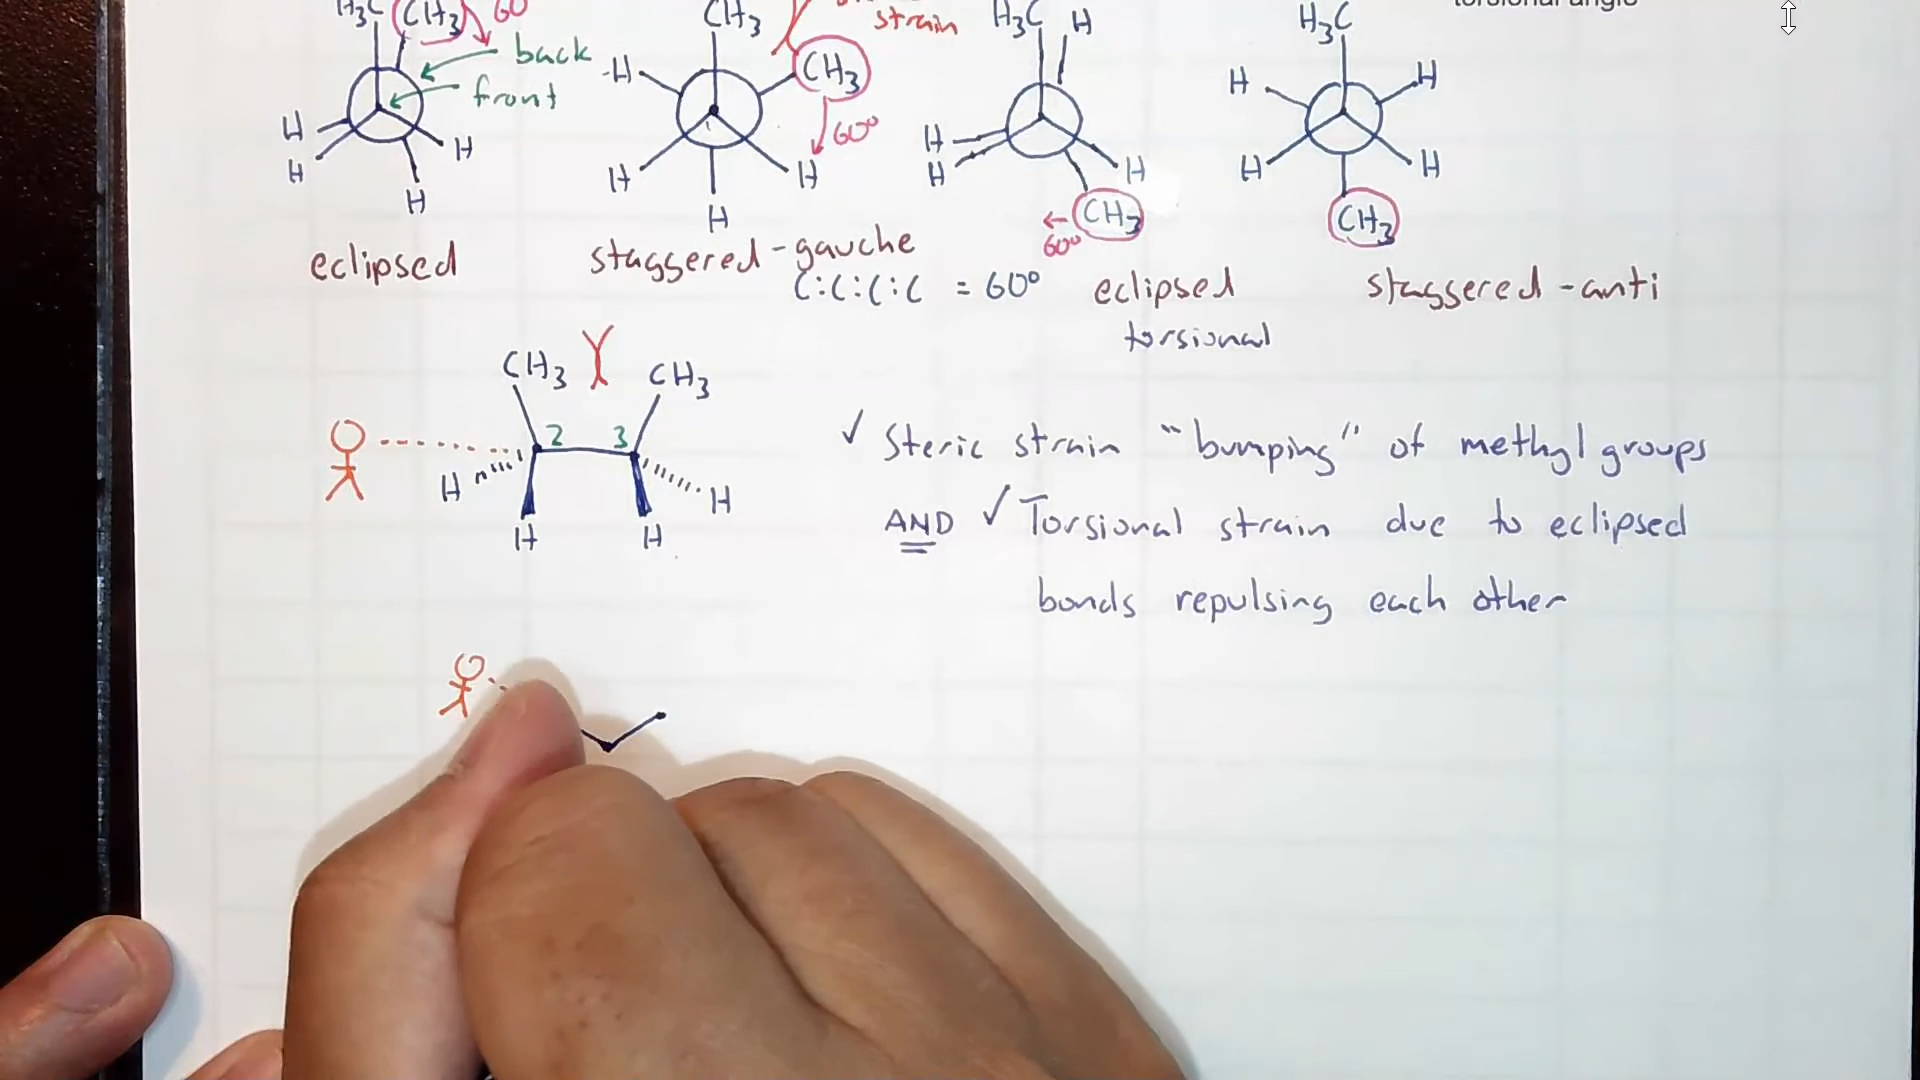 H₃C CH₃ 60
CH₃
strain
H₃C H
H₃C
torsional angle
back
front
H
H
H
H
-H
CH₃
60°
H
H
H
H
H
H
CH₃
←
60°
H
H
H
H
CH₃
eclipsed
staggered-gauche
C:C:C:C = 60°
eclipsed
torsional
staggered-anti
CH₃ CH₃
2 3
H H
H H
✓ Steric strain "bumping" of methyl groups
AND ✓ Torsional strain due to eclipsed
bonds repulsing each other